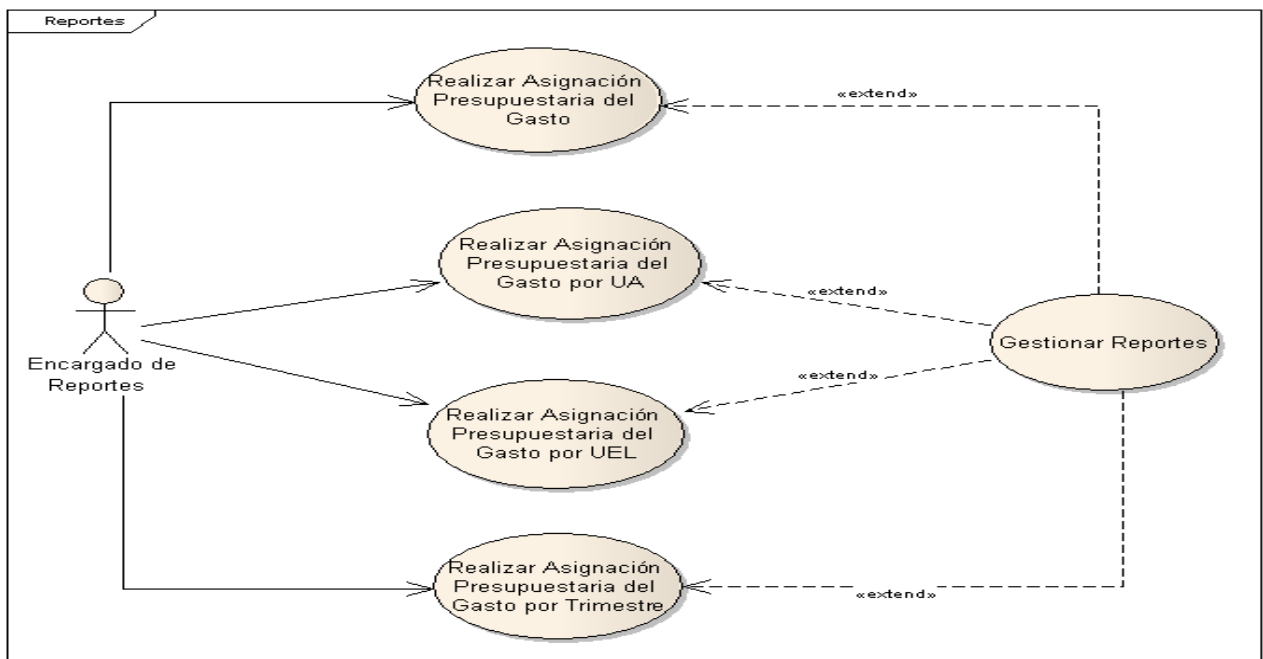 Reportes
Realizar Asignación
Presupuestaria del
Gasto
«extend»
Realizar Asignación
Presupuestaria del
Gasto por UA
«extend»
Gestionar Reportes
Encargado de
Reportes
«extend»
Realizar Asignación
Presupuestaria del
Gasto por UEL
Realizar Asignación
Presupuestaria del
Gasto por Trimestre
«extend»